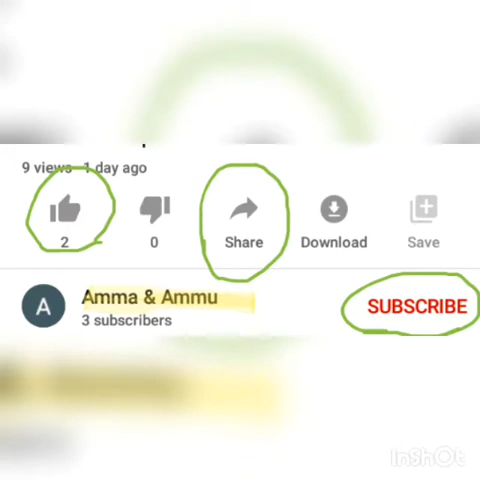 9 views 1 day ago
2 0 Share Download Save
A Amma & Ammu SUBSCRIBE
3 subscribers
InShOt